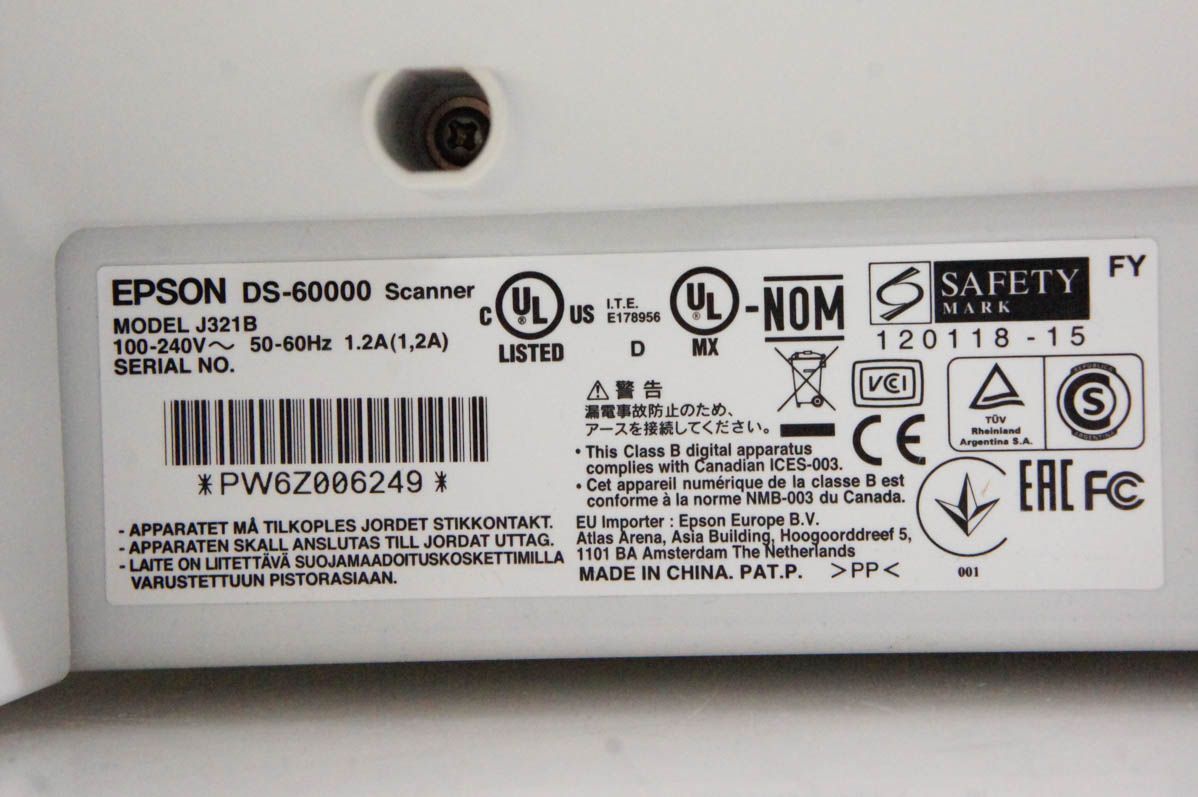 EPSON DS-60000 Scanner
MODEL J321B
100-240V～ 50-60Hz 1.2A(1,2A)
SERIAL NO.
*PW6Z006249*
- APPARATET MÅ TILKOPLES JORDET STIKKONTAKT.
- APPARATEN SKALL ANSLUTAS TILL JORDAT UTTAG.
- LAITE ON LIITETTÄVÄ SUOJAMAADOITUSKOSKETTIMILLA
VARUSTETTUUN PISTORASIAAN.
C UL ® US
LISTED
I.T.E.
E178956
D
UL ®
MX
-NOM
S SAFETY
MARK
120118-15
FY
⚠警告
漏電事故防止のため、
アースを接続してください。
VCI
CE
TÜV
Rheinland
Argentina S.A.
REPUBLICA
S
ARGENTINA
• This Class B digital apparatus
complies with Canadian ICES-003.
• Cet appareil numérique de la classe B est
conforme à la norme NMB-003 du Canada.
EU Importer : Epson Europe B.V.
Atlas Arena, Asia Building, Hoogoorddreef 5,
1101 BA Amsterdam The Netherlands
MADE IN CHINA. PAT.P. >PP<
001
EAC FC